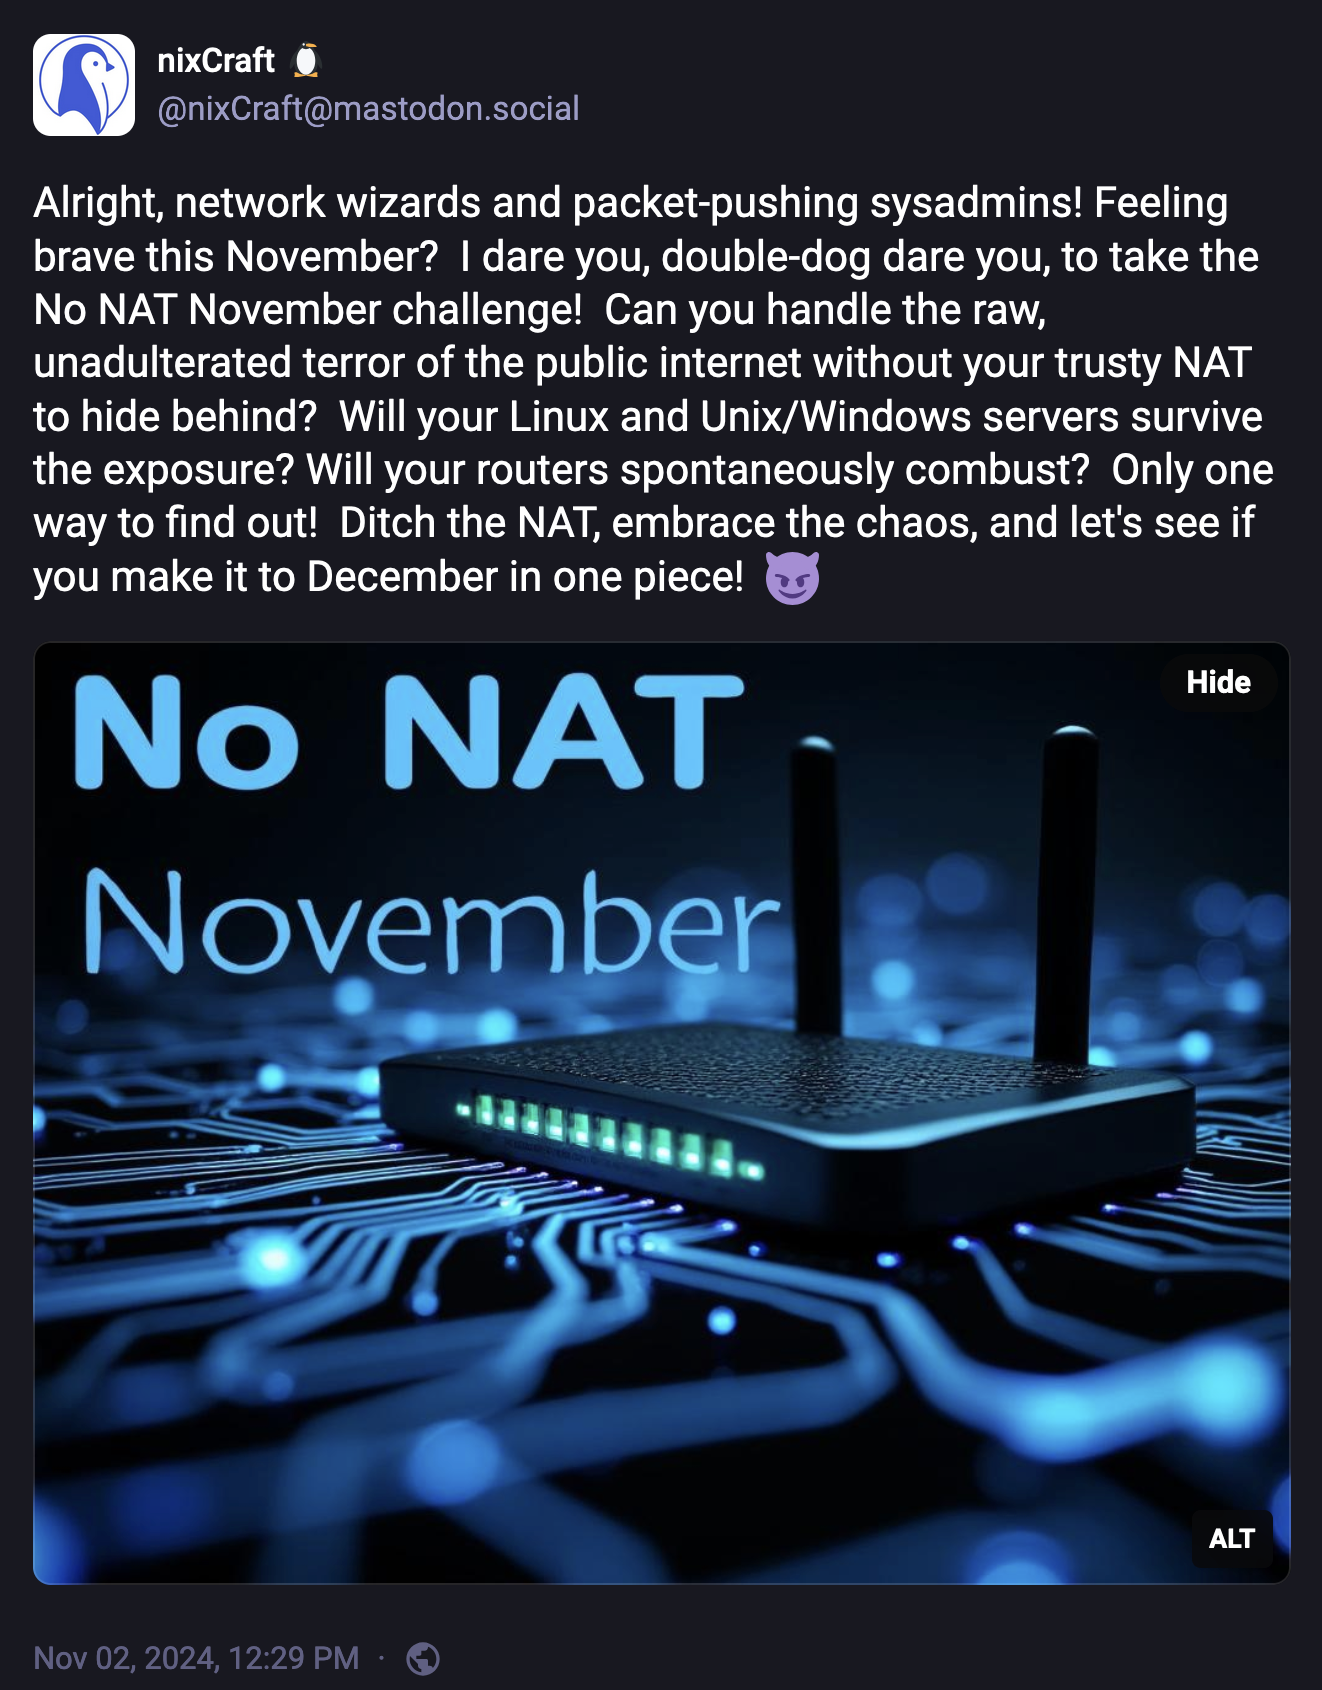 nixCraft 🐧
@nixCraft@mastodon.social
Alright, network wizards and packet-pushing sysadmins! Feeling
brave this November?  I dare you, double-dog dare you, to take the
No NAT November challenge!  Can you handle the raw,
unadulterated terror of the public internet without your trusty NAT
to hide behind?  Will your Linux and Unix/Windows servers survive
the exposure? Will your routers spontaneously combust?  Only one
way to find out!  Ditch the NAT, embrace the chaos, and let's see if
you make it to December in one piece! 😈
No NAT
Hide
November
ALT
Nov 02, 2024, 12:29 PM ·